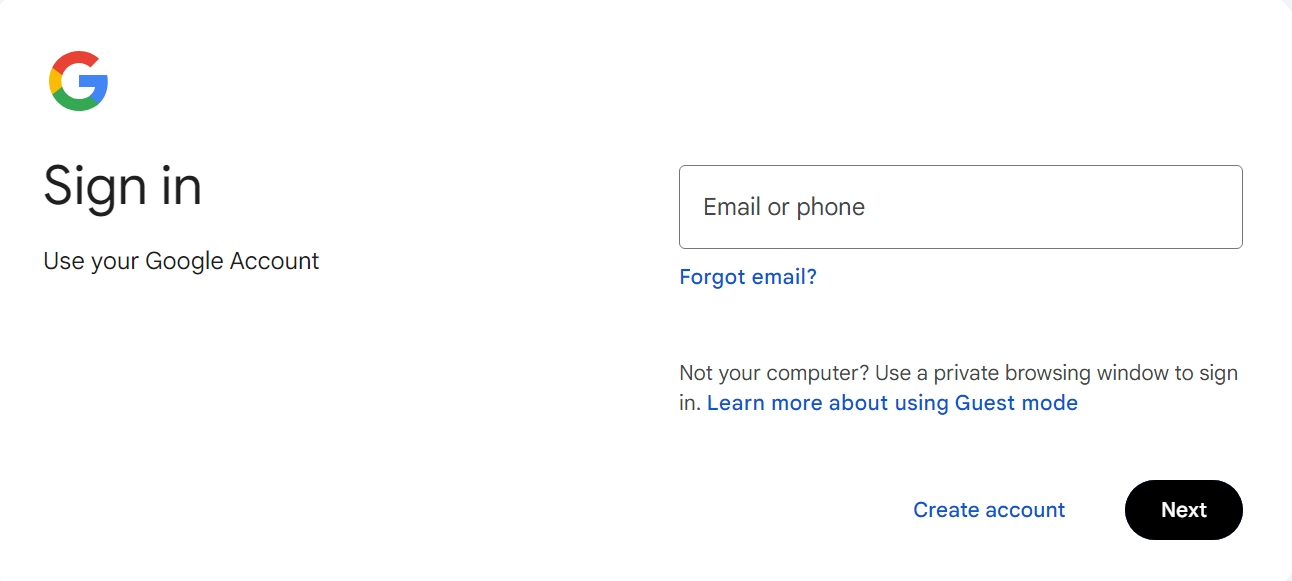 Sign in
Use your Google Account
Email or phone
Forgot email?
Not your computer? Use a private browsing window to sign
in. Learn more about using Guest mode
Create account
Next